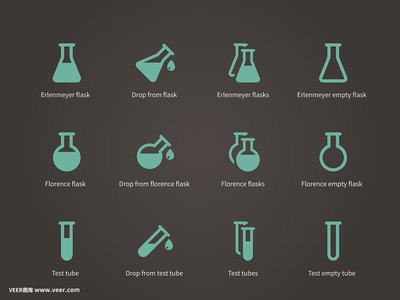 Erlenmeyer flask
Drop from flask
Erlenmeyer flasks
Erlenmeyer empty flask
Florence flask
Drop from florence flask
Florence flasks
Florence empty flask
Test tube
Drop from test tube
Test tubes
Test empty tube
VEER图库 www.veer.com